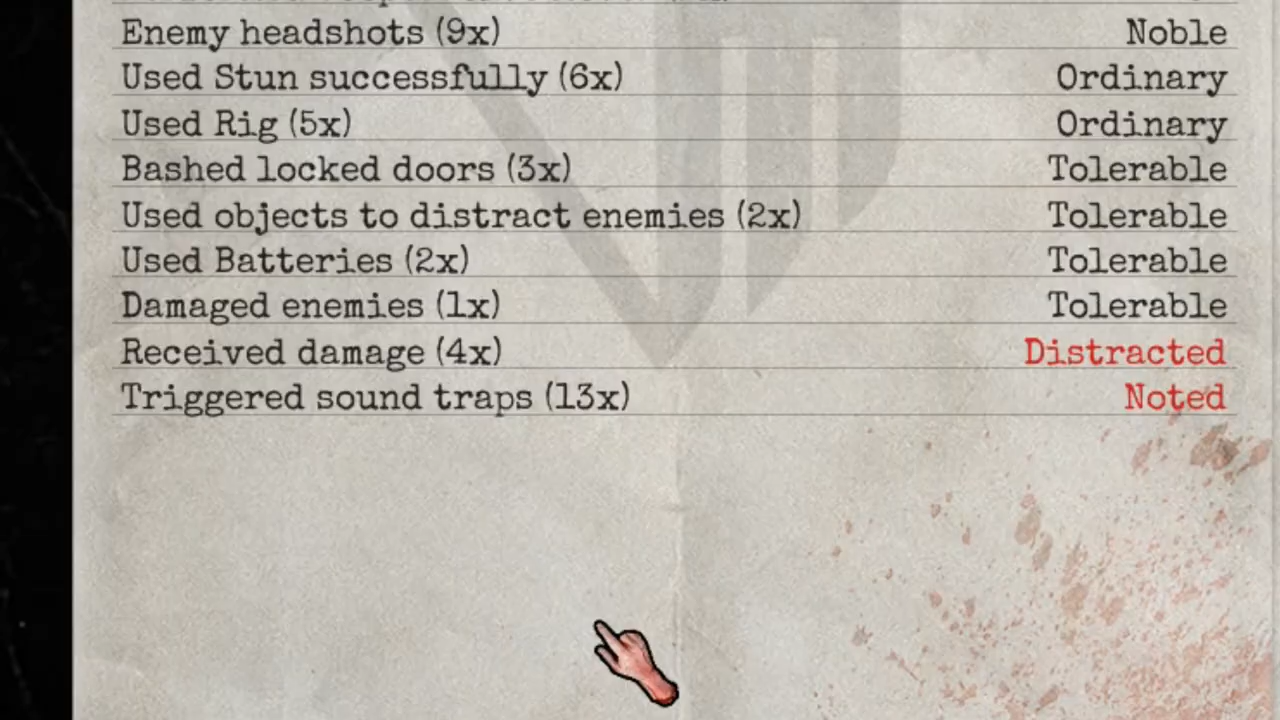 Enemy headshots (9x) Noble
Used Stun successfully (6x) Ordinary
Used Rig (5x) Ordinary
Bashed locked doors (3x) Tolerable
Used objects to distract enemies (2x) Tolerable
Used Batteries (2x) Tolerable
Damaged enemies (1x) Tolerable
Received damage (4x) Distracted
Triggered sound traps (13x) Noted